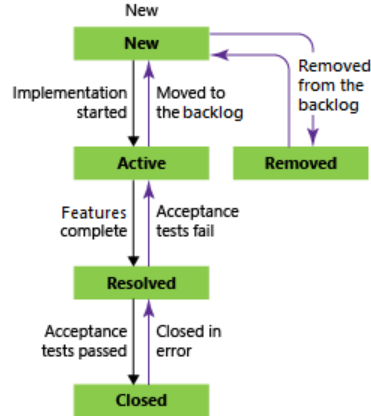 New
New
Implementation
started
Moved to
the backlog
Removed
from the
backlog
Active
Removed
Features
complete
Acceptance
tests fail
Resolved
Acceptance
tests passed
Closed in
error
Closed